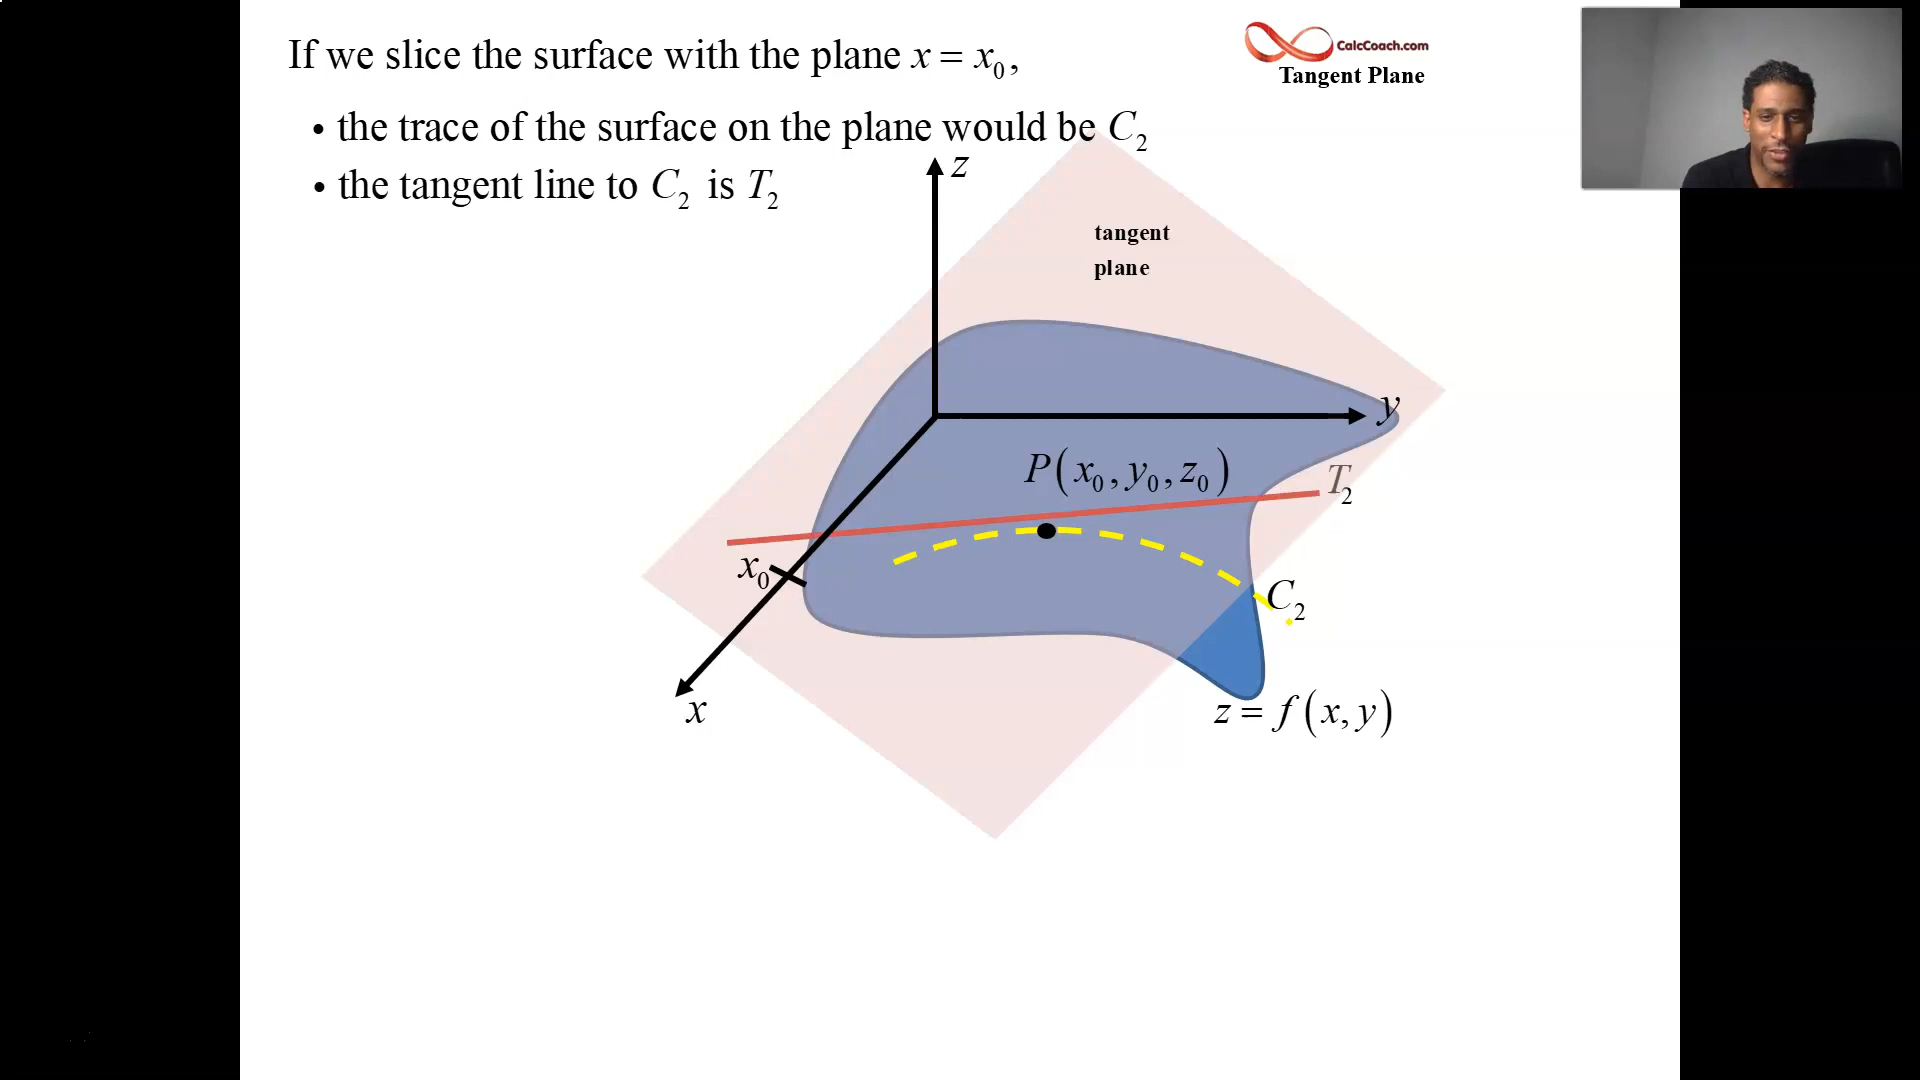 If we slice the surface with the plane x = x₀,
CalcCoach.com
Tangent Plane
• the trace of the surface on the plane would be C₂
• the tangent line to C₂ is T₂
z
tangent
plane
y
P(x₀, y₀, z₀)
T₂
x₀
C₂
x
z = f(x, y)